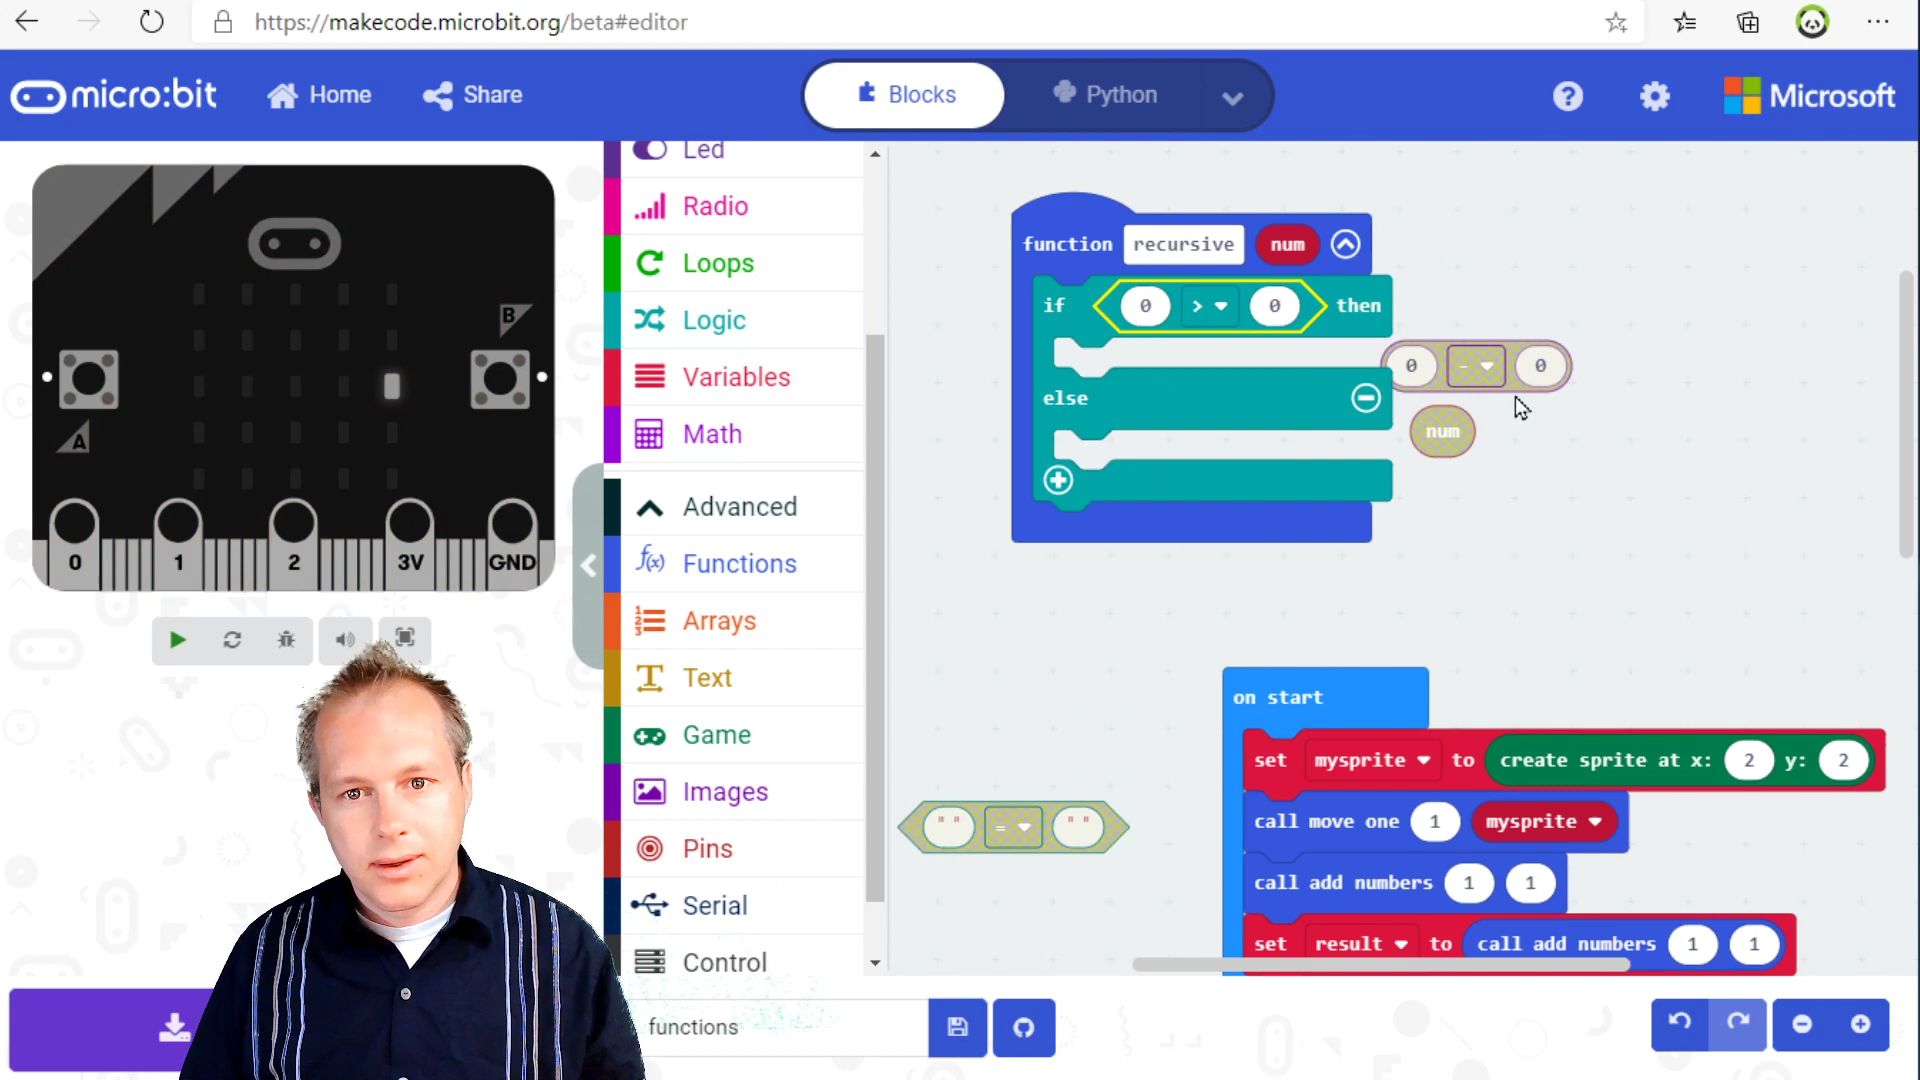 https://makecode.microbit.org/beta#editor
micro:bit
Home
Share
Blocks
Python
?
Microsoft
B
A
0
1
2
3V
GND
Led
Radio
Loops
Logic
Variables
Math
Advanced
Functions
Arrays
Text
Game
Images
Pins
Serial
Control
function recursive num
if 0 > 0 then
0 - 0
else
num
" " = " "
on start
set mysprite to create sprite at x: 2 y: 2
call move one 1 mysprite
call add numbers 1 1
set result to call add numbers 1 1
functions